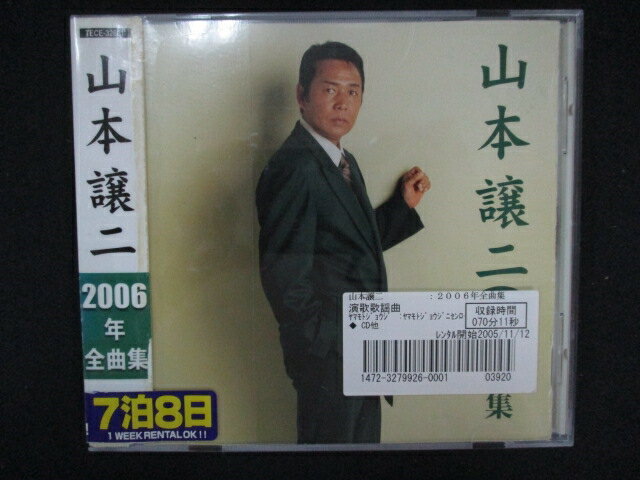 山本譲二
2006
年
全曲集
7泊8日
1 WEEK RENTAL OK!!
山本譲二
集
山本譲二 :2006年全曲集
演歌歌謡曲
ﾔﾏﾓﾄｼﾞｮｳｼﾞ :ﾔﾏﾓﾄｼﾞｮｳｼﾞﾆｾﾝﾛ
◆ CD他
収録時間
070分11秒
ﾚﾝﾀﾙ開始2005/11/12
1472-3279926-0001 03920